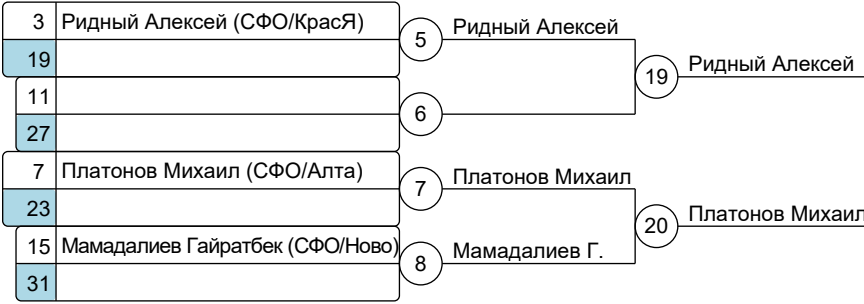 3 Ридный Алексей (СФО/КрасЯ)
19
5 Ридный Алексей
11
27
6
19 Ридный Алексей
7 Платонов Михаил (СФО/Алта)
23
7 Платонов Михаил
15 Мамадалиев Гайратбек (СФО/Ново)
31
8 Мамадалиев Г.
20 Платонов Михаил